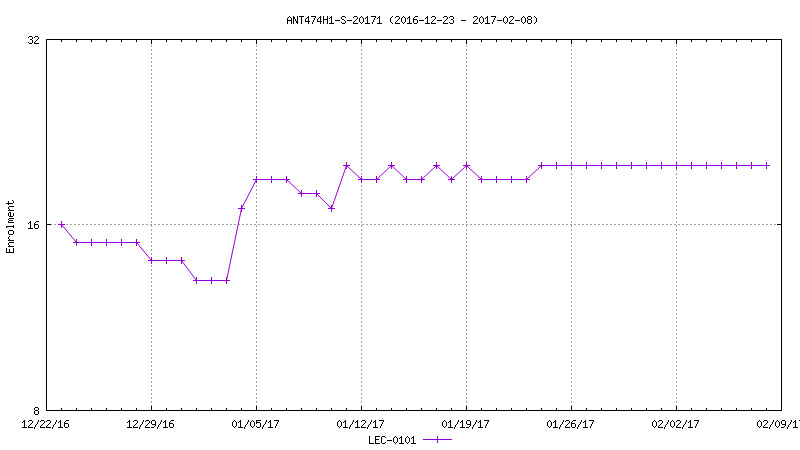 ANT474H1-S-20171 (2016-12-23 - 2017-02-08)
32
16
8
Enrolment
12/22/16 12/29/16 01/05/17 01/12/17 01/19/17 01/26/17 02/02/17 02/09/1
LEC-0101